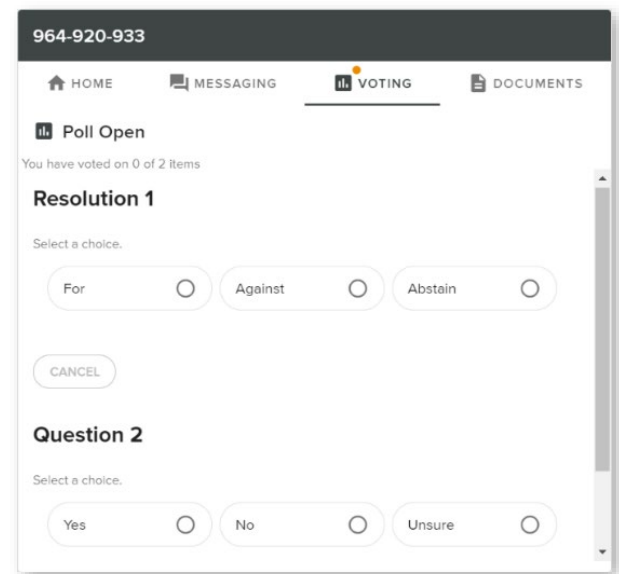 964-920-933
HOME MESSAGING VOTING DOCUMENTS
Poll Open
You have voted on 0 of 2 items
Resolution 1
Select a choice.
For Against Abstain
CANCEL
Question 2
Select a choice.
Yes No Unsure